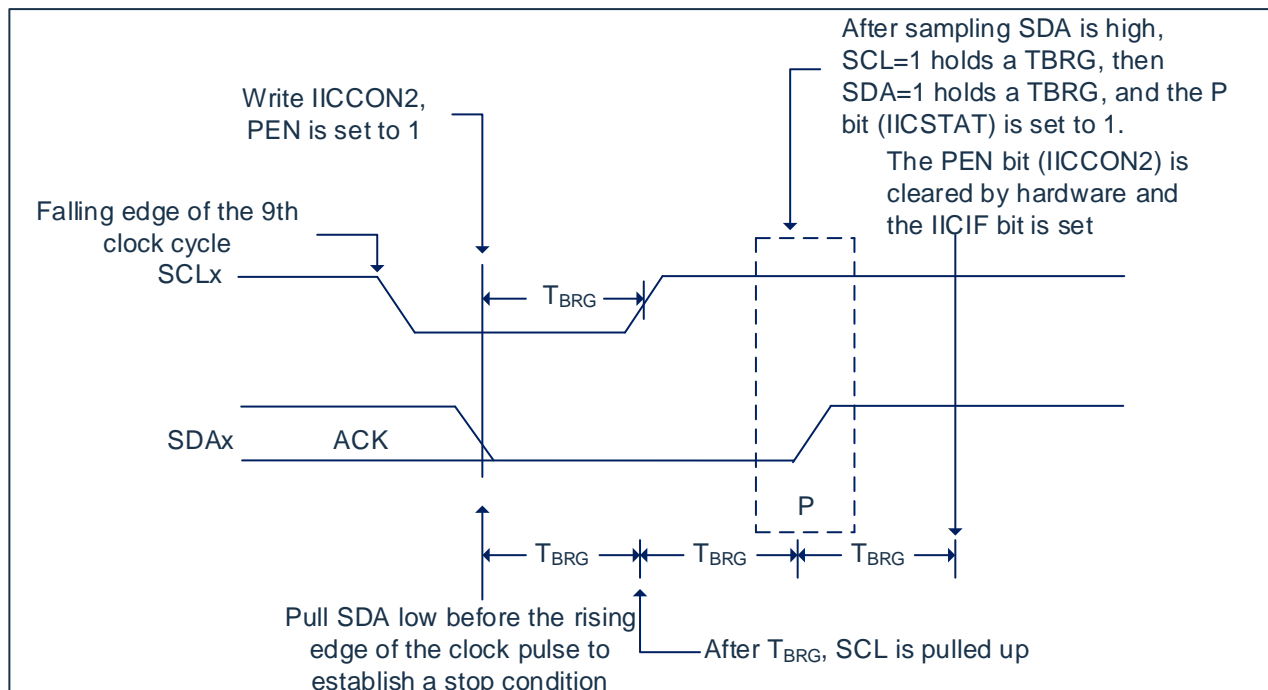 After sampling SDA is high,
SCL=1 holds a TBRG, then
SDA=1 holds a TBRG, and the P
bit (IICSTAT) is set to 1.
Write IICCON2,
PEN is set to 1
The PEN bit (IICCON2) is
cleared by hardware and
the IICIF bit is set
Falling edge of the 9th
clock cycle
SCLx
TBRG
SDAx
ACK
P
TBRG
TBRG
TBRG
Pull SDA low before the rising
edge of the clock pulse to
establish a stop condition
After TBRG, SCL is pulled up